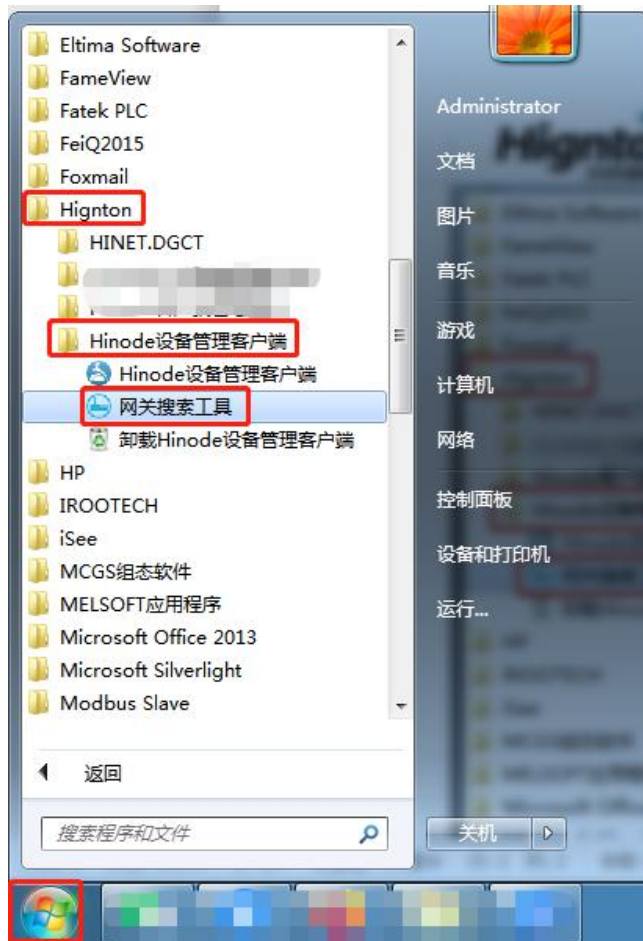 Eltima Software
FameView
Fatek PLC
FeiQ2015
Foxmail
Hignton
HINET.DGCT
Hinode设备管理客户端
Hinode设备管理客户端
网关搜索工具
卸载Hinode设备管理客户端
HP
IROOTECH
iSee
MCGS组态软件
MELSOFT应用程序
Microsoft Office 2013
Microsoft Silverlight
Modbus Slave
返回
搜索程序和文件
Administrator
文档
图片
音乐
游戏
计算机
网络
控制面板
设备和打印机
运行...
关机